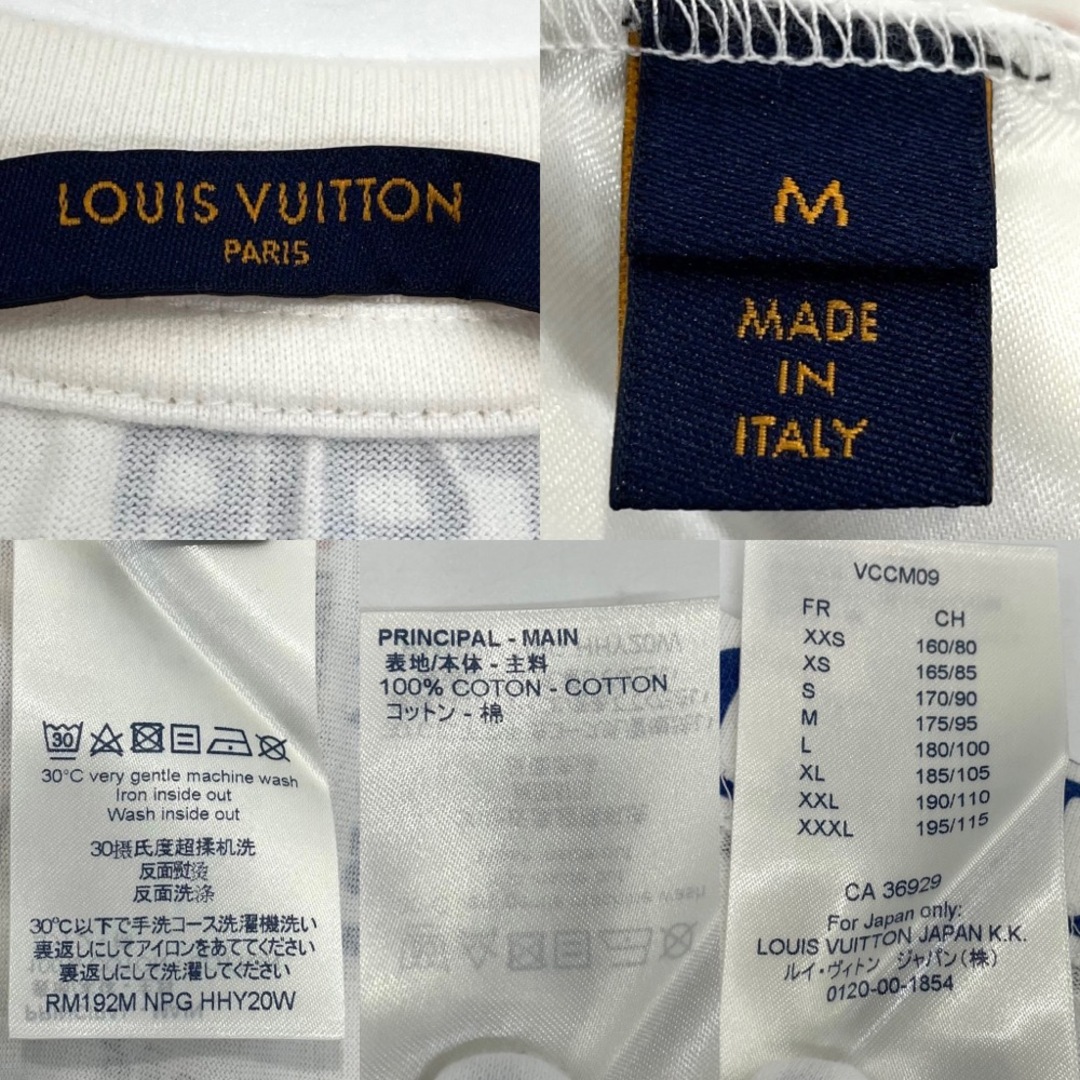 LOUIS VUITTON
PARIS
M
MADE
IN
ITALY
30
30°C very gentle machine wash
Iron inside out
Wash inside out
30摄氏度超揉机洗
反面熨烫
反面洗涤
30℃以下で手洗コース洗濯機洗い
裏返しにしてアイロンをあててください
裏返しにして洗濯してください
RM192M NPG HHY20W
PRINCIPAL - MAIN
表地/本体 - 主料
100% COTON - COTTON
コットン - 棉
VCCM09
FR CH
XXS 160/80
XS 165/85
S 170/90
M 175/95
L 180/100
XL 185/105
XXL 190/110
XXXL 195/115
CA 36929
For Japan only:
LOUIS VUITTON JAPAN K.K.
ルイ・ヴィトン ジャパン(株)
0120-00-1854